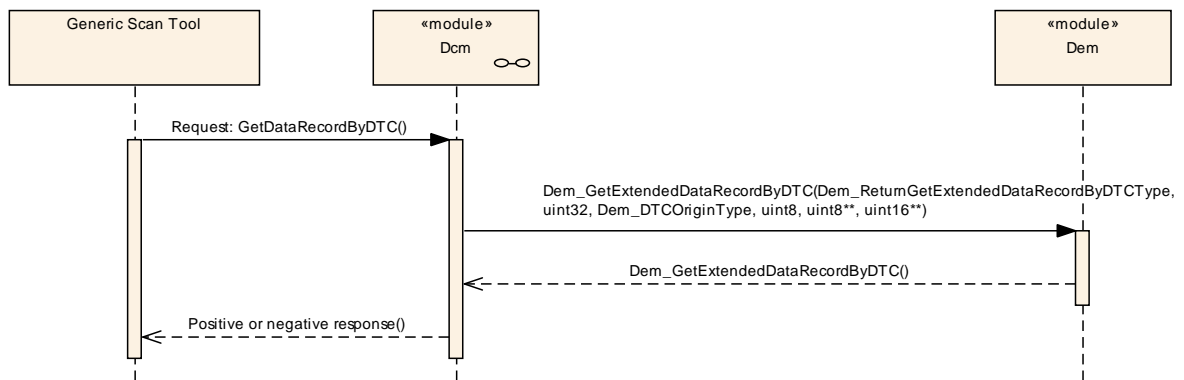 Generic Scan Tool
«module»
Dcm
«module»
Dem
Request: GetDataRecordByDTC()
Dem_GetExtendedDataRecordByDTC(Dem_ReturnGetExtendedDataRecordByDTCType,
uint32, Dem_DTCOriginType, uint8, uint8**, uint16**)
Dem_GetExtendedDataRecordByDTC()
Positive or negative response()